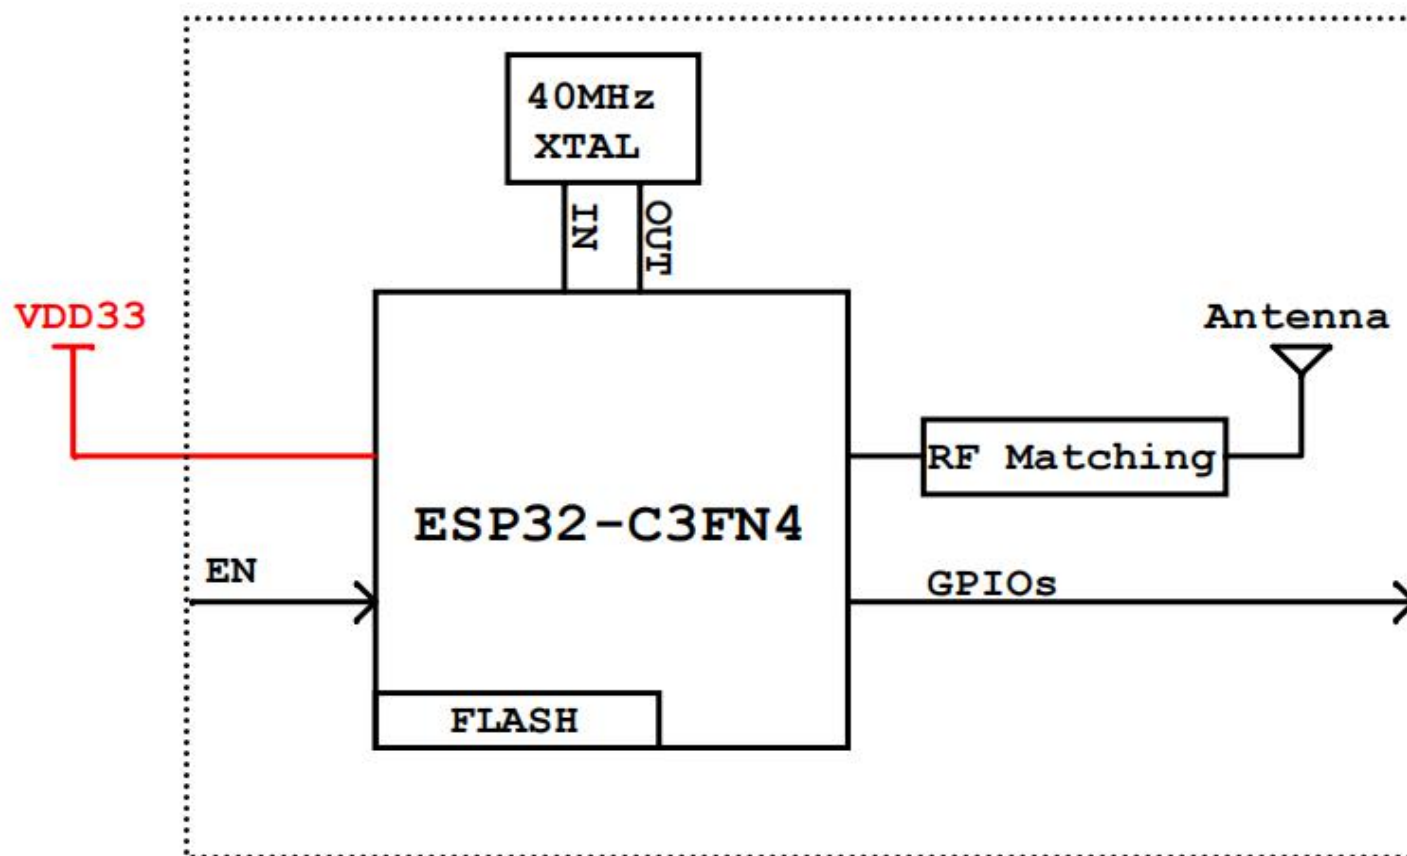 40MHz
XTAL
IN
OUT
VDD33
Antenna
RF Matching
ESP32-C3FN4
EN
GPIOs
FLASH